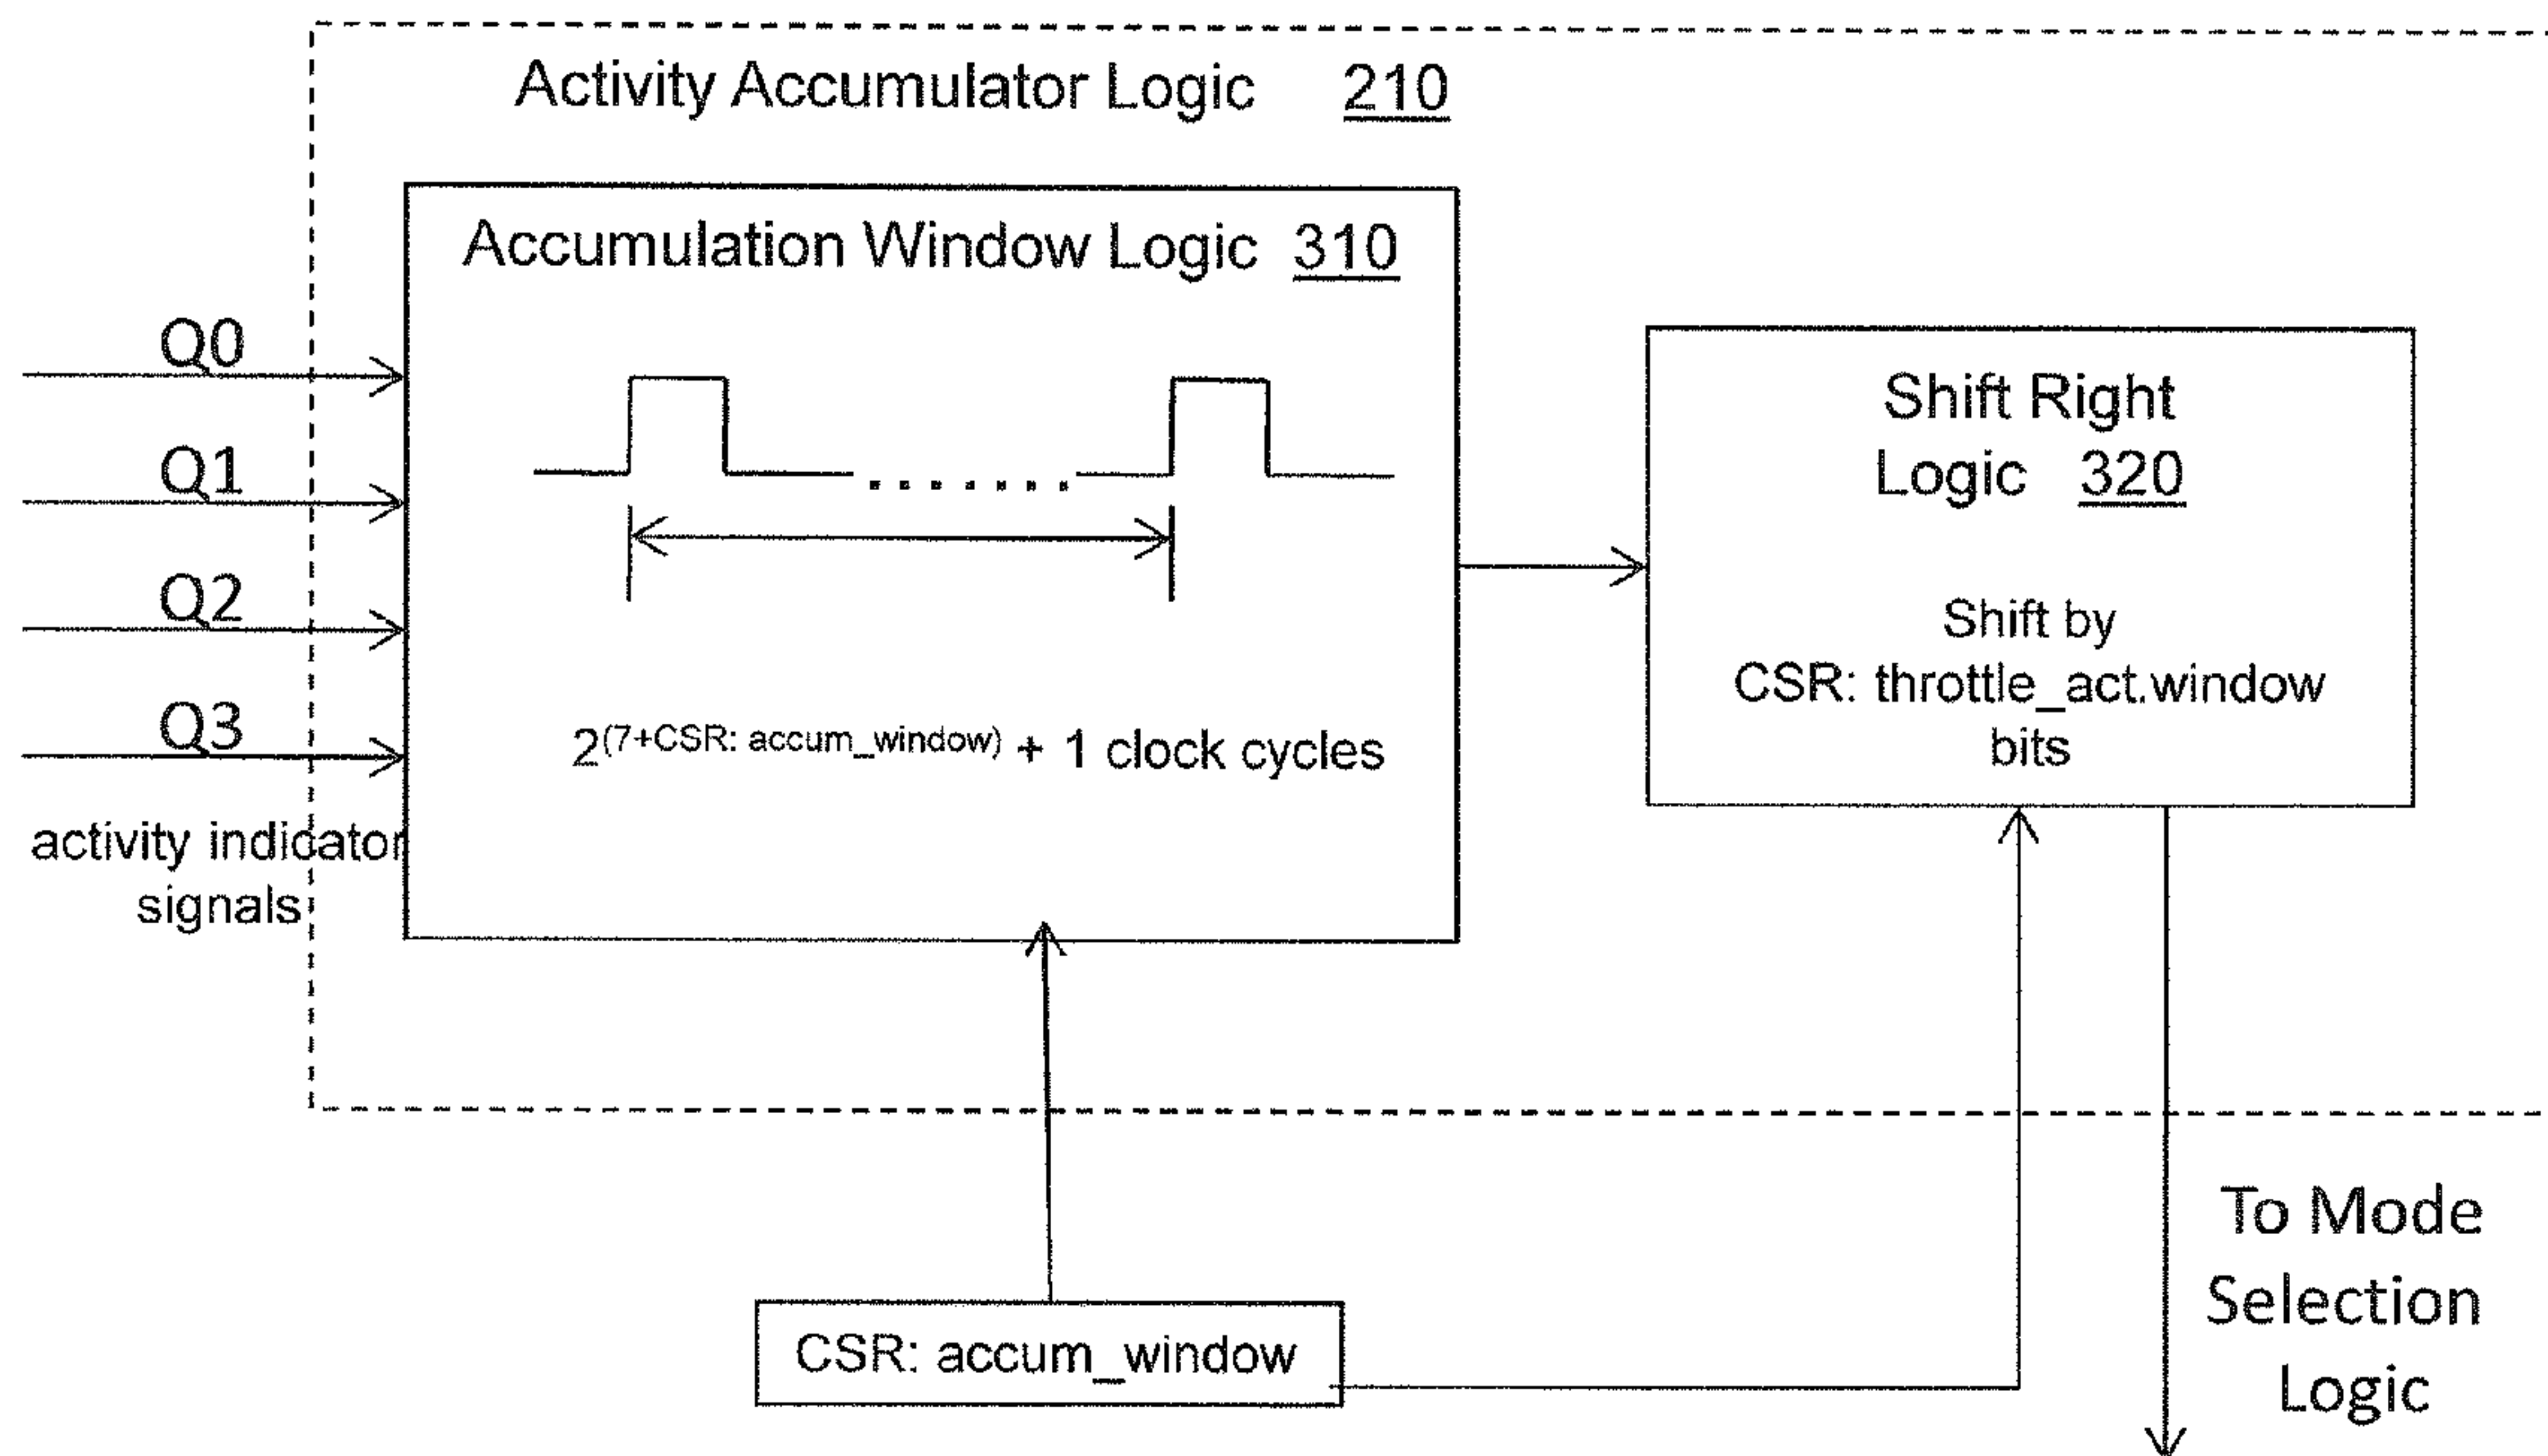 Activity Accumulator Logic 210
Accumulation Window Logic 310
Q0
Q1
Q2
Q3
activity indicator
signals
2(7+CSR: accum_window) + 1 clock cycles
Shift Right
Logic 320
Shift by
CSR: throttle_act.window
bits
CSR: accum_window
To Mode
Selection
Logic